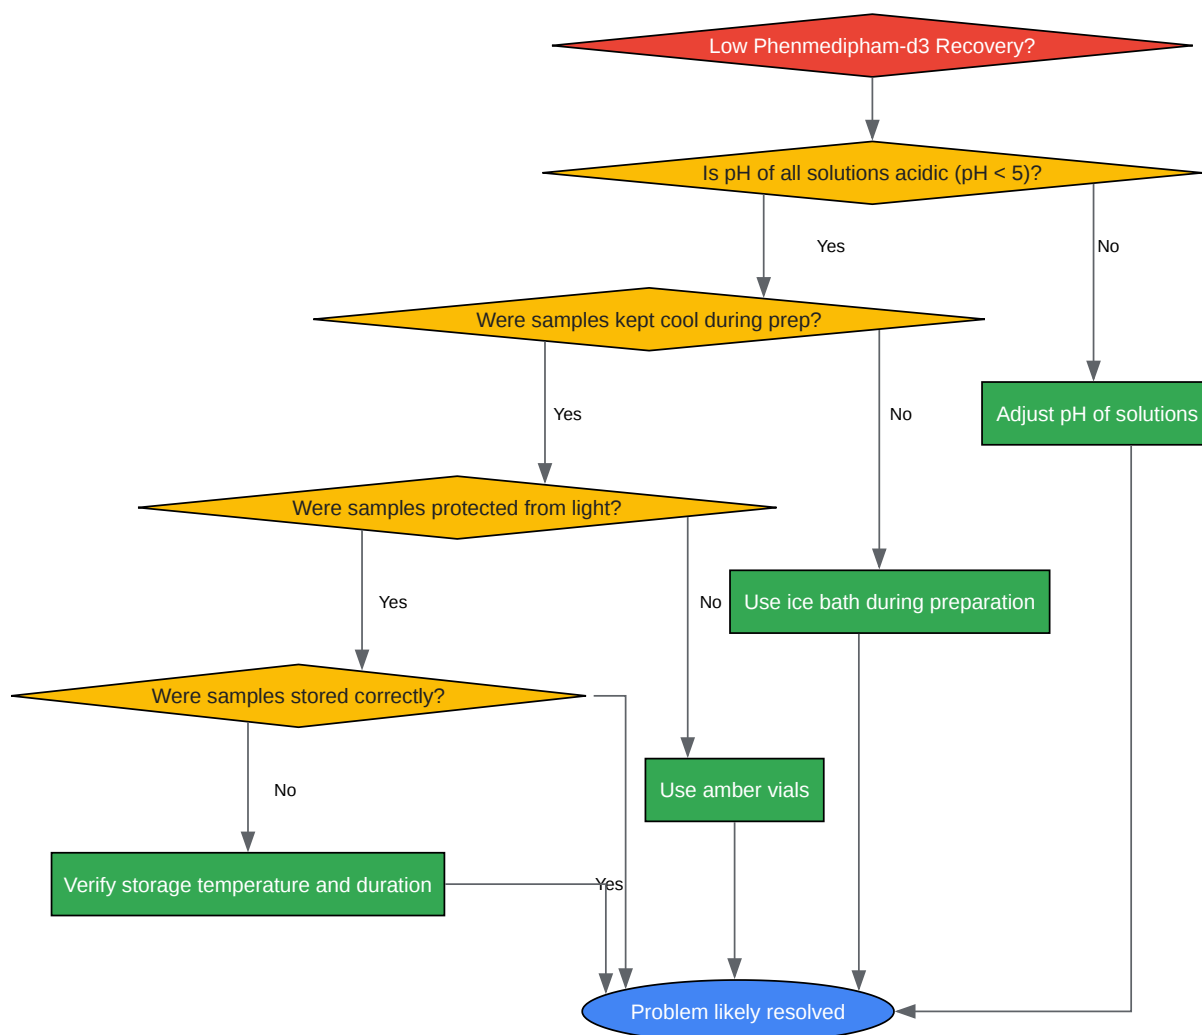 Low Phenmedipham-d3 Recovery?
Is pH of all solutions acidic (pH < 5)?
Yes
No
Were samples kept cool during prep?
Yes
No
Adjust pH of solutions
Were samples protected from light?
Yes
No
Use ice bath during preparation
Were samples stored correctly?
No
Use amber vials
Verify storage temperature and duration
Yes
Problem likely resolved